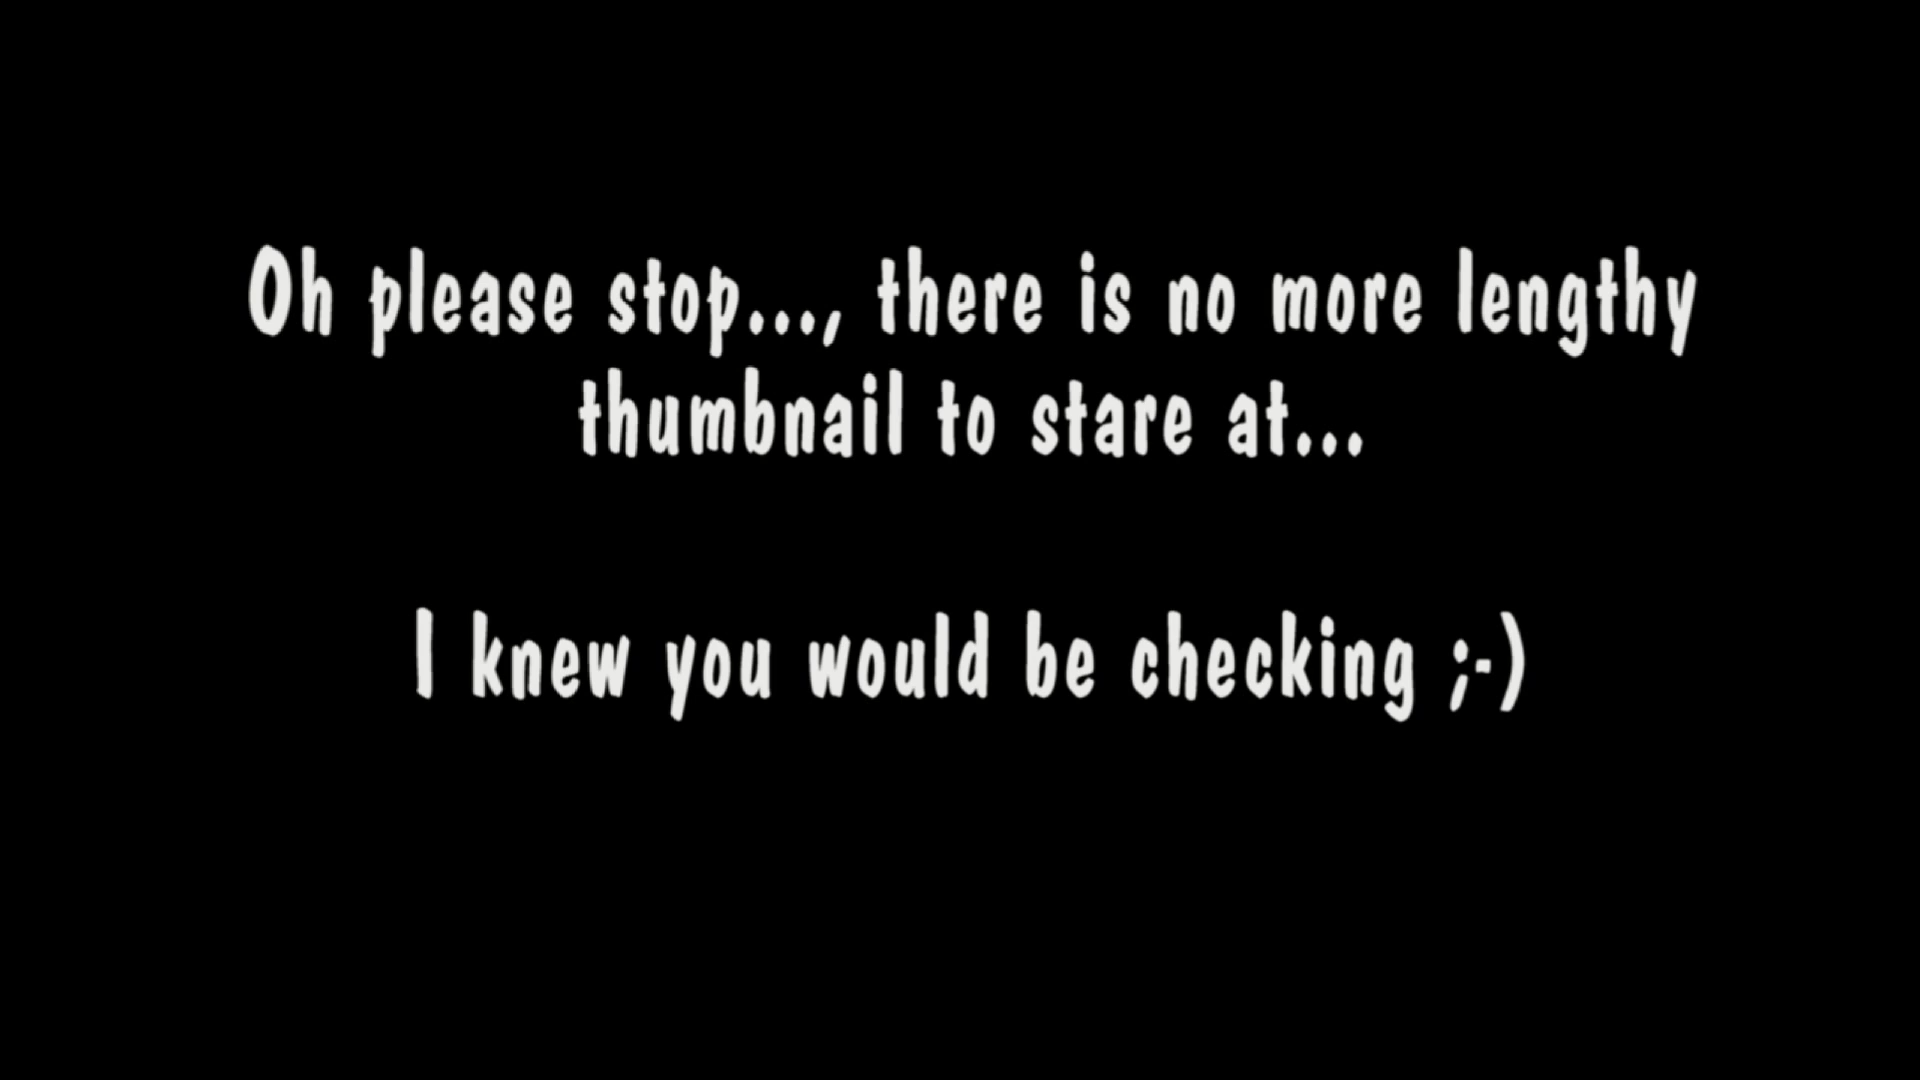 Oh please stop..., there is no more lengthy
thumbnail to stare at...
I knew you would be checking ;-)